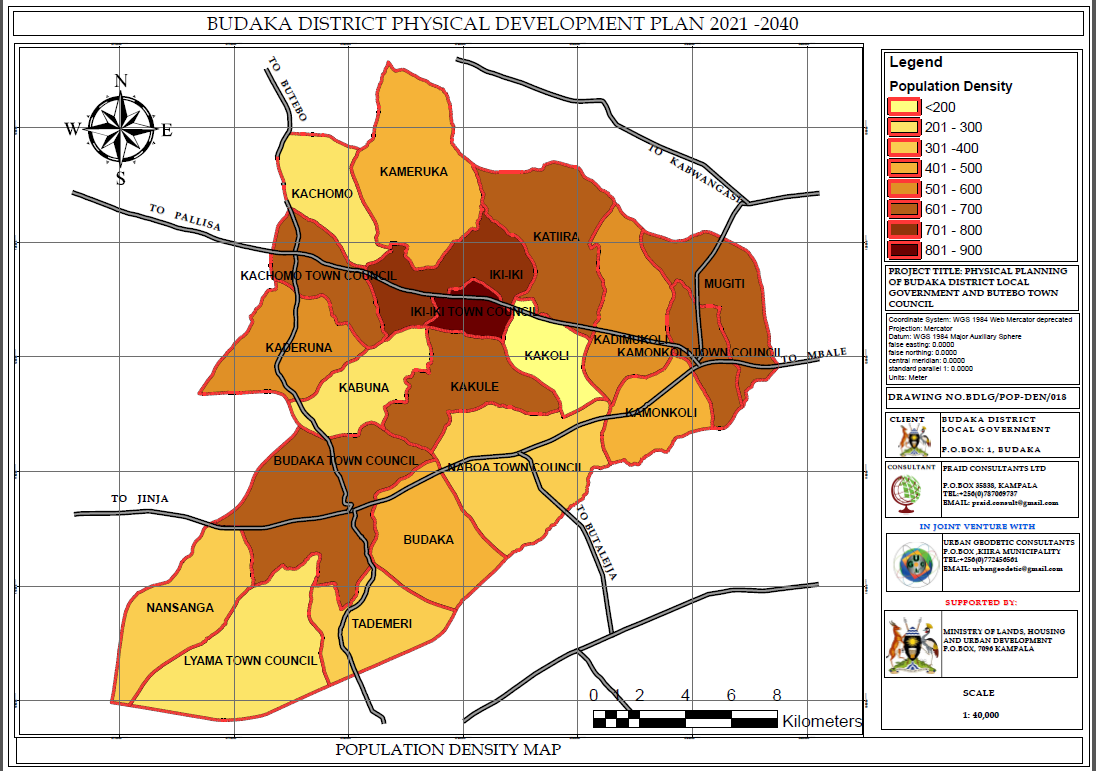 BUDAKA DISTRICT PHYSICAL DEVELOPMENT PLAN 2021 -2040
N
W
E
S
TO BUTEBO
TO PALLISA
TO KABWANGASI
TO MBALE
TO JINJA
TO BUTALEJJA
KAMERUKA
KACHOMO
KATIIRA
KACHOMO TOWN COUNCIL
IKI-IKI
MUGITI
IKI-IKI TOWN COUNCIL
KADERUNA
KADIMUKOLI
KAMONKOLI TOWN COUNCIL
KAKOLI
KABUNA
KAKULE
KAMONKOLI
BUDAKA TOWN COUNCIL
NABOA TOWN COUNCIL
BUDAKA
NANSANGA
TADEMERI
LYAMA TOWN COUNCIL
0 1 2 4 6 8
Kilometers
POPULATION DENSITY MAP
Legend
Population Density
<200
201 - 300
301 -400
401 - 500
501 - 600
601 - 700
701 - 800
801 - 900
PROJECT TITLE: PHYSICAL PLANNING
OF BUDAKA DISTRICT LOCAL
GOVERNMENT AND BUTEBO TOWN
COUNCIL
Coordinate System: WGS 1984 Web Mercator deprecated
Projection: Mercator
Datum: WGS 1984 Major Auxiliary Sphere
false easting: 0.0000
false northing: 0.0000
central meridian: 0.0000
standard parallel 1: 0.0000
Units: Meter
DRAWING NO.BDLG/POP-DEN/018
CLIENT
BUDAKA DISTRICT
LOCAL GOVERNMENT
P.O.BOX: 1, BUDAKA
CONSULTANT
PRAID CONSULTANTS LTD
P.O.BOX 35838, KAMPALA
TEL:+256(0)787069737
EMAIL: praid.consult@gmail.com
IN JOINT VENTURE WITH
URBAN GEODETIC CONSULTANTS
P.O.BOX ,KIIRA MUNICIPALITY
TEL:+256(0)772456561
EMAIL: urbangeodetic@gmail.com
SUPPORTED BY:
MINISTRY OF LANDS, HOUSING
AND URBAN DEVELOPMENT
P.O.BOX, 7096 KAMPALA
SCALE
1: 40,000